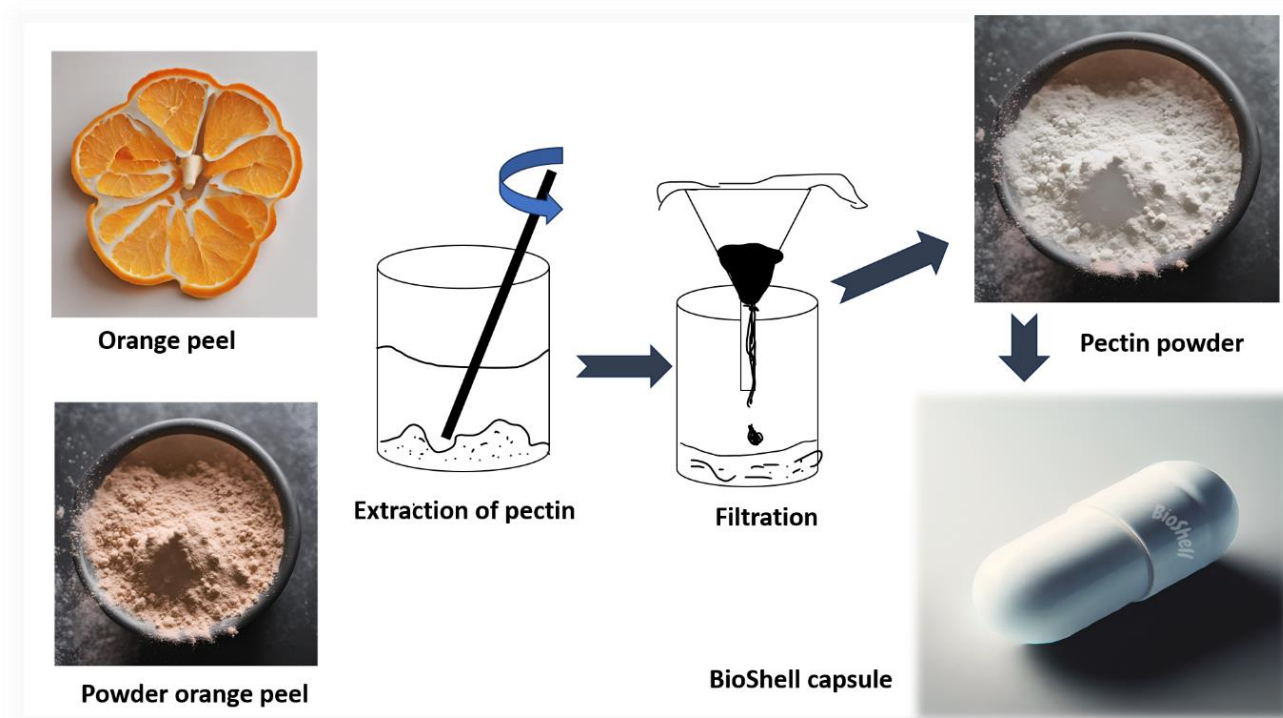 Orange peel
Powder orange peel
Extraction of pectin
Filtration
Pectin powder
BioShell capsule
BioShell